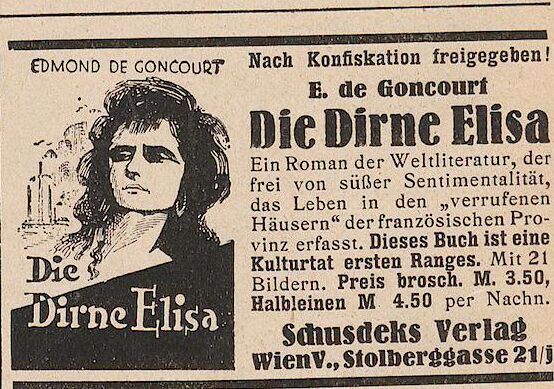 EDMOND DE GONCOURT
Die
Dirne Elisa
Nach Konfiskation freigegeben!
E. de Goncourt
Die Dirne Elisa
Ein Roman der Weltliteratur, der
frei von süßer Sentimentalität,
das Leben in den „verrufenen
Häusern“ der französischen Pro-
vinz erfasst. Dieses Buch ist eine
Kulturtat ersten Ranges. Mit 21
Bildern. Preis brosch. M. 3.50,
Halbleinen M 4.50 per Nachn.
Schusdeks Verlag
Wien V., Stolberggasse 21/j